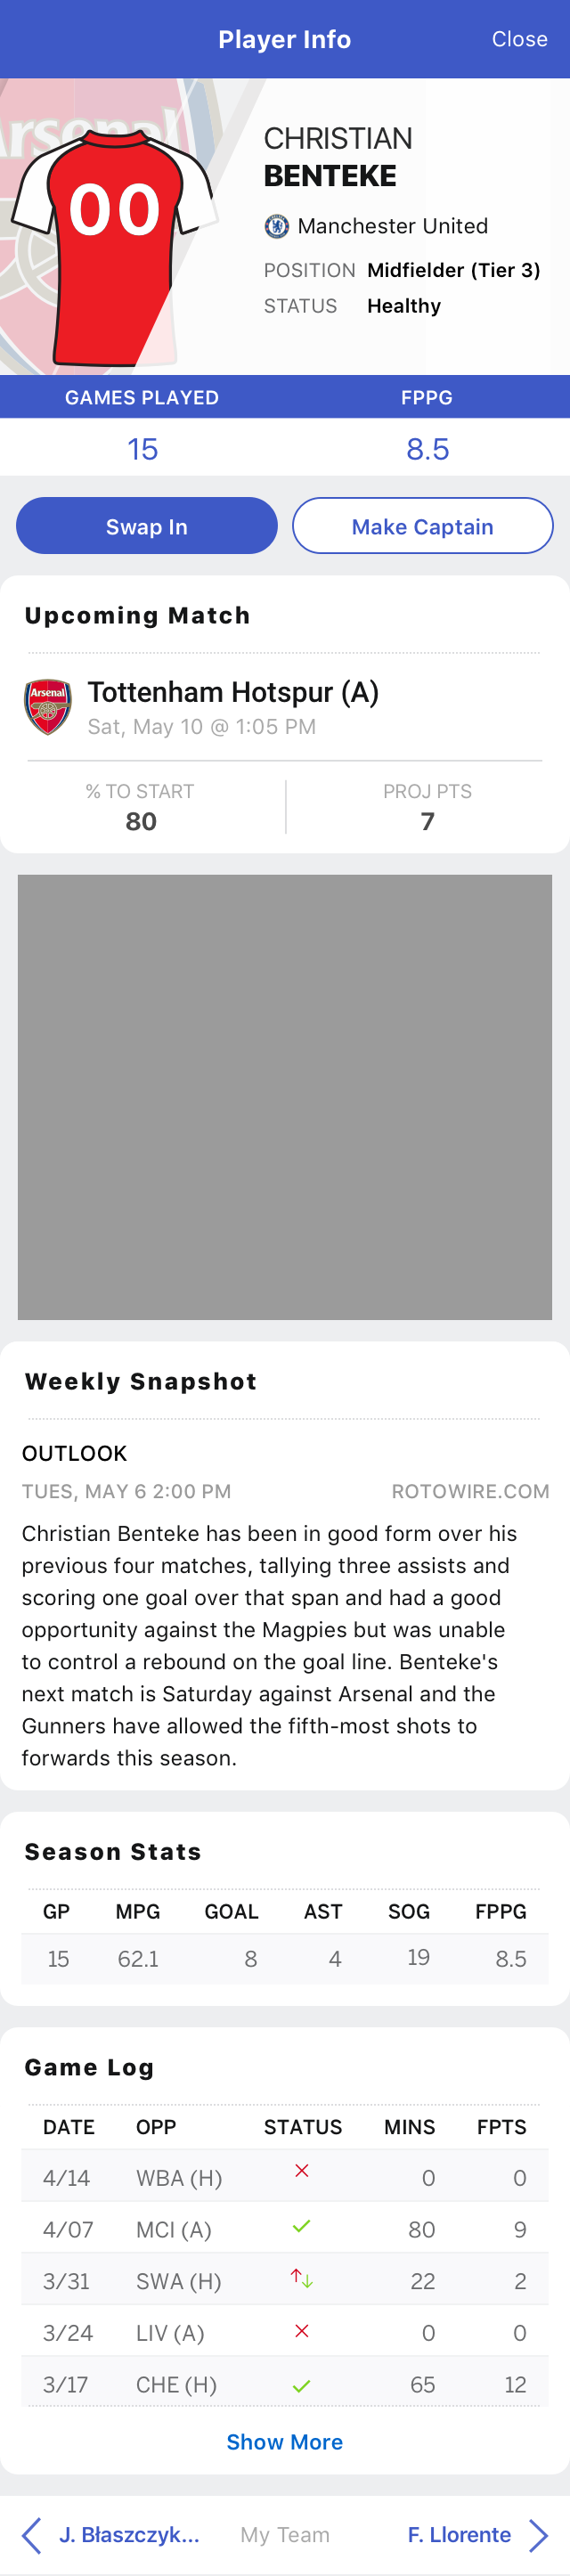 Player Info
Close
Arsenal
00
CHRISTIAN
BENTEKE
Manchester United
POSITION Midfielder (Tier 3)
STATUS Healthy
GAMES PLAYED FPPG
15 8.5
Swap In Make Captain
Upcoming Match
Arsenal
Tottenham Hotspur (A)
Sat, May 10 @ 1:05 PM
% TO START PROJ PTS
80 7
Weekly Snapshot
OUTLOOK
TUES, MAY 6 2:00 PM ROTOWIRE.COM
Christian Benteke has been in good form over his
previous four matches, tallying three assists and
scoring one goal over that span and had a good
opportunity against the Magpies but was unable
to control a rebound on the goal line. Benteke's
next match is Saturday against Arsenal and the
Gunners have allowed the fifth-most shots to
forwards this season.
Season Stats
GP MPG GOAL AST SOG FPPG
15 62.1 8 4 19 8.5
Game Log
DATE OPP STATUS MINS FPTS
4/14 WBA (H) 0 0
4/07 MCI (A) 80 9
3/31 SWA (H) 22 2
3/24 LIV (A) 0 0
3/17 CHE (H) 65 12
Show More
J. Błaszczyk... My Team F. Llorente